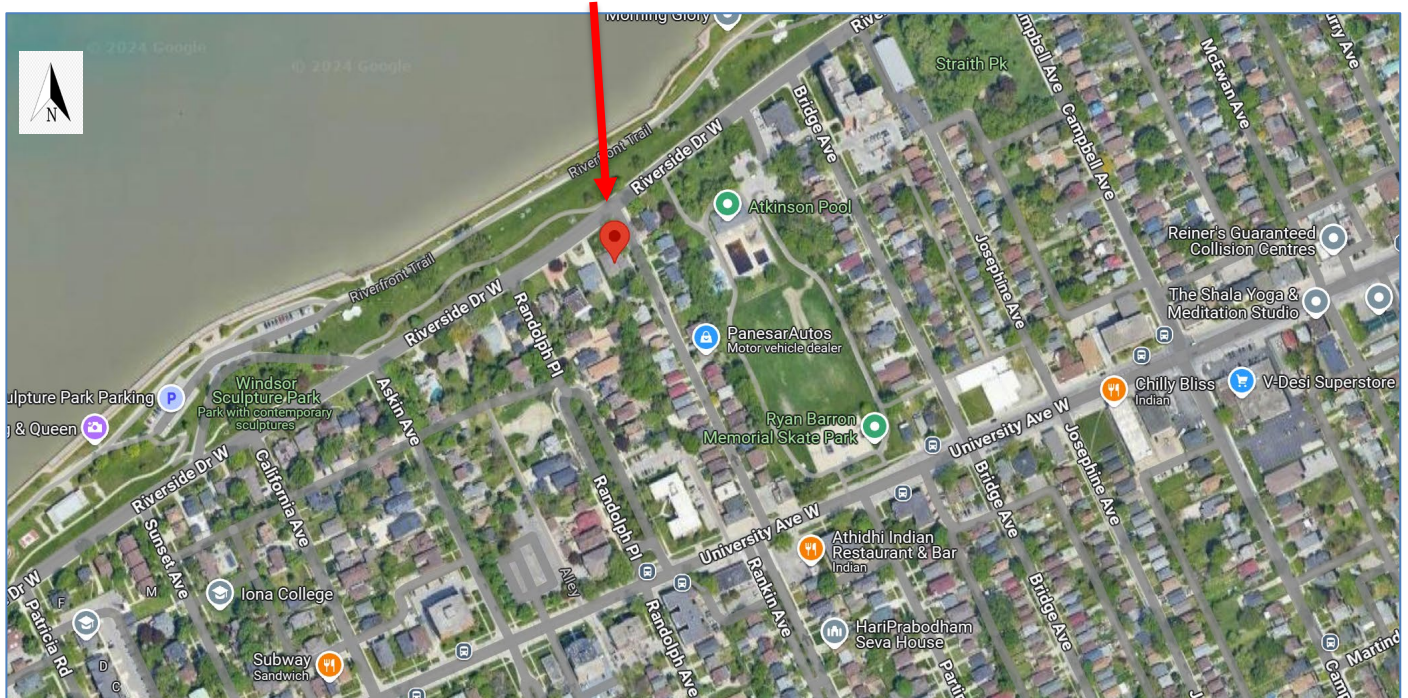 Morning Glory
© 2024 Google
© 2024 Google
N
Straith Pk
Campbell Ave
McEwan Ave
Bridge Ave
Campbell Ave
Riverfront Trail
Riverside Dr W
Atkinson Pool
Reiner's Guaranteed
Collision Centres
Josephine Ave
Riverfront Trail
The Shala Yoga &
Meditation Studio
Randolph Pl
Riverside Dr W
PanesarAutos
Motor vehicle dealer
Windsor
Sculpture Park
Park with contemporary
sculptures
ulpture Park Parking
P
Askin Ave
Chilly Bliss
Indian
V-Desi Superstore
g & Queen
Ryan Barron
Memorial Skate Park
University Ave W
Josephine Ave
Riverside Dr W
California Ave
Bridge Ave
Randolph Pl
University Ave W
Sunset Ave
Athidhi Indian
Restaurant & Bar
Indian
Alley
Rankin Ave
Dr W
M
F
Iona College
Bridge Ave
Patricia Rd
Randolph Ave
HariPrabodham
Seva House
D
C
Subway
Sandwich
Martind